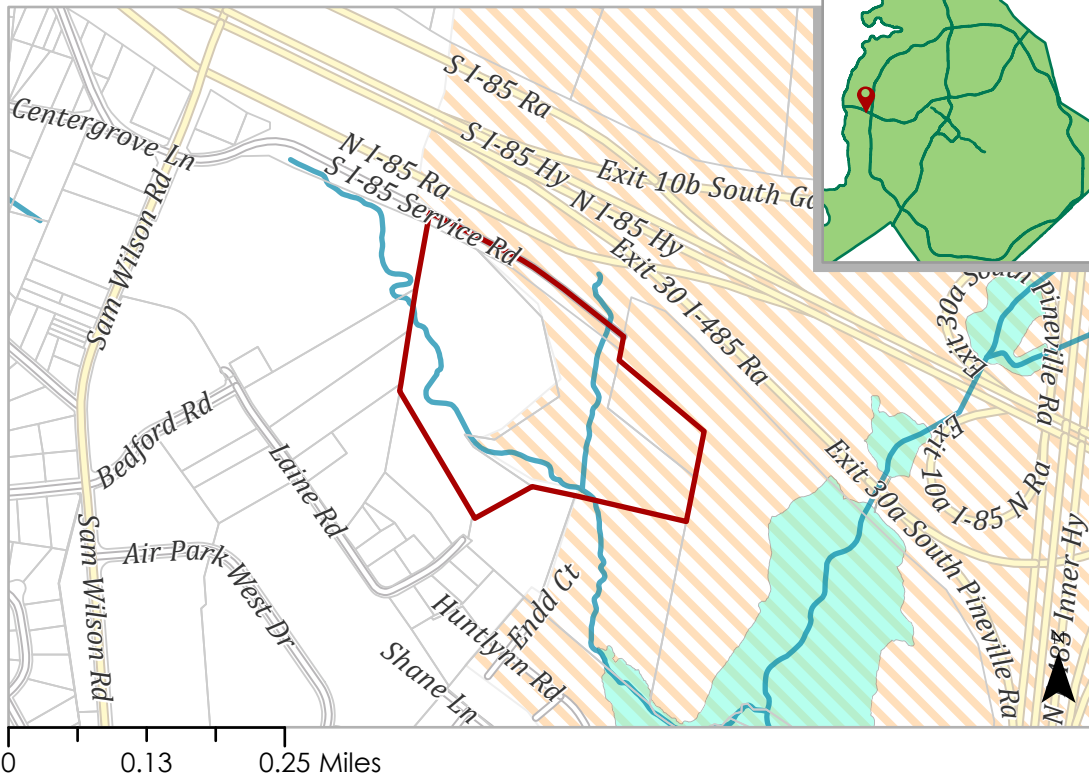 S I-85 Ra
Centergrove Ln
N I-85 Ra
S I-85 Hy
Exit 10b South Ga
S I-85 Service Rd
N I-85 Hy
Sam Wilson Rd
Exit 30 I-485 Ra
Exit 30a South Pineville Ra
Bedford Rd
Laine Rd
Exit 10a I-85 N Ra
Exit 30a South Pineville Ra
Sam Wilson Rd
Air Park West Dr
Endd Ct
Huntlynn Rd
Shane Ln
485 Inner Hy
N
0 0.13 0.25 Miles